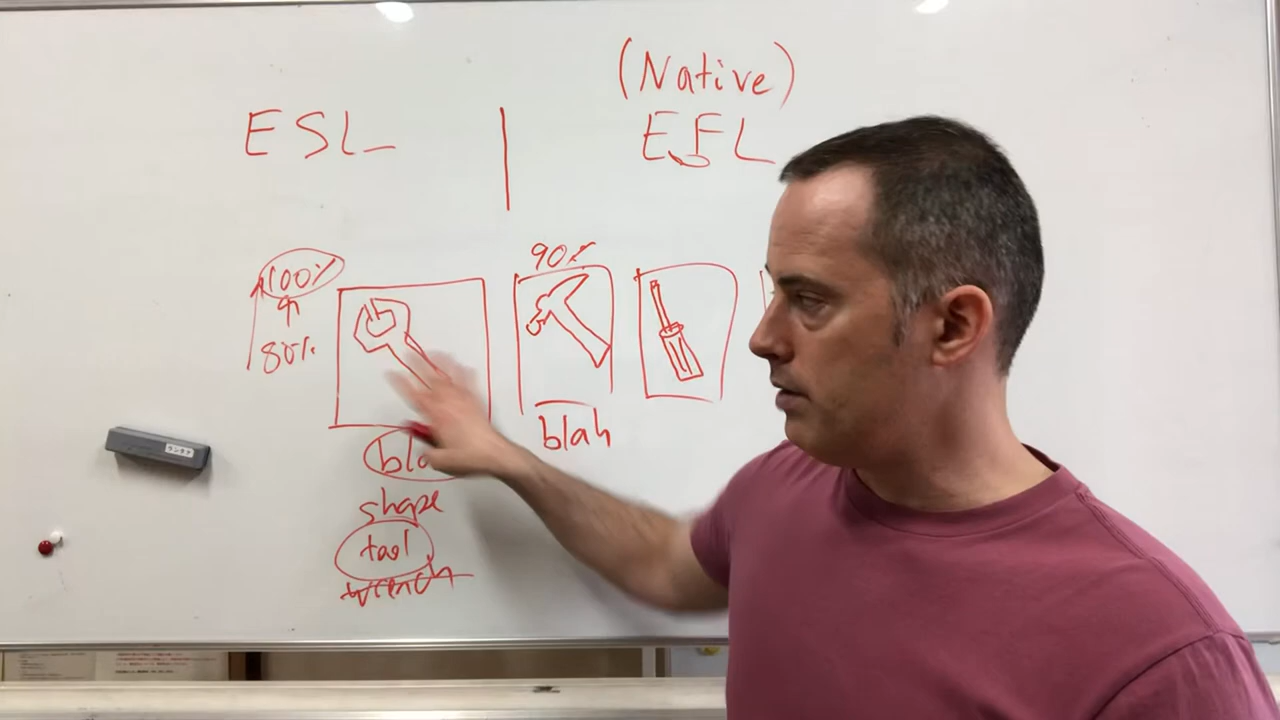 (Native)
ESL
EFL
100%
80%
90%
blah
shape
tool
wrench